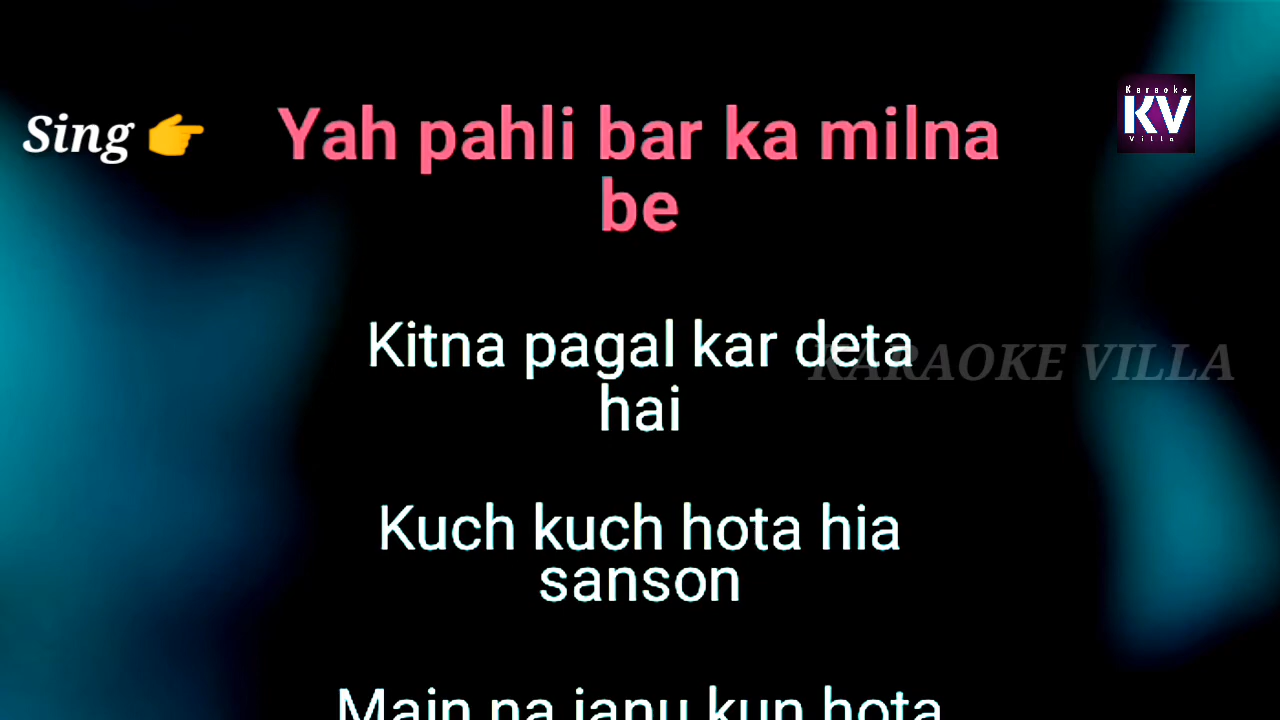 Karaoke
KV
Villa
Sing 👉 Yah pahli bar ka milna
be
Kitna pagal kar deta
hai
KARAOKE VILLA
Kuch kuch hota hia
sanson
Main na janu kun hota